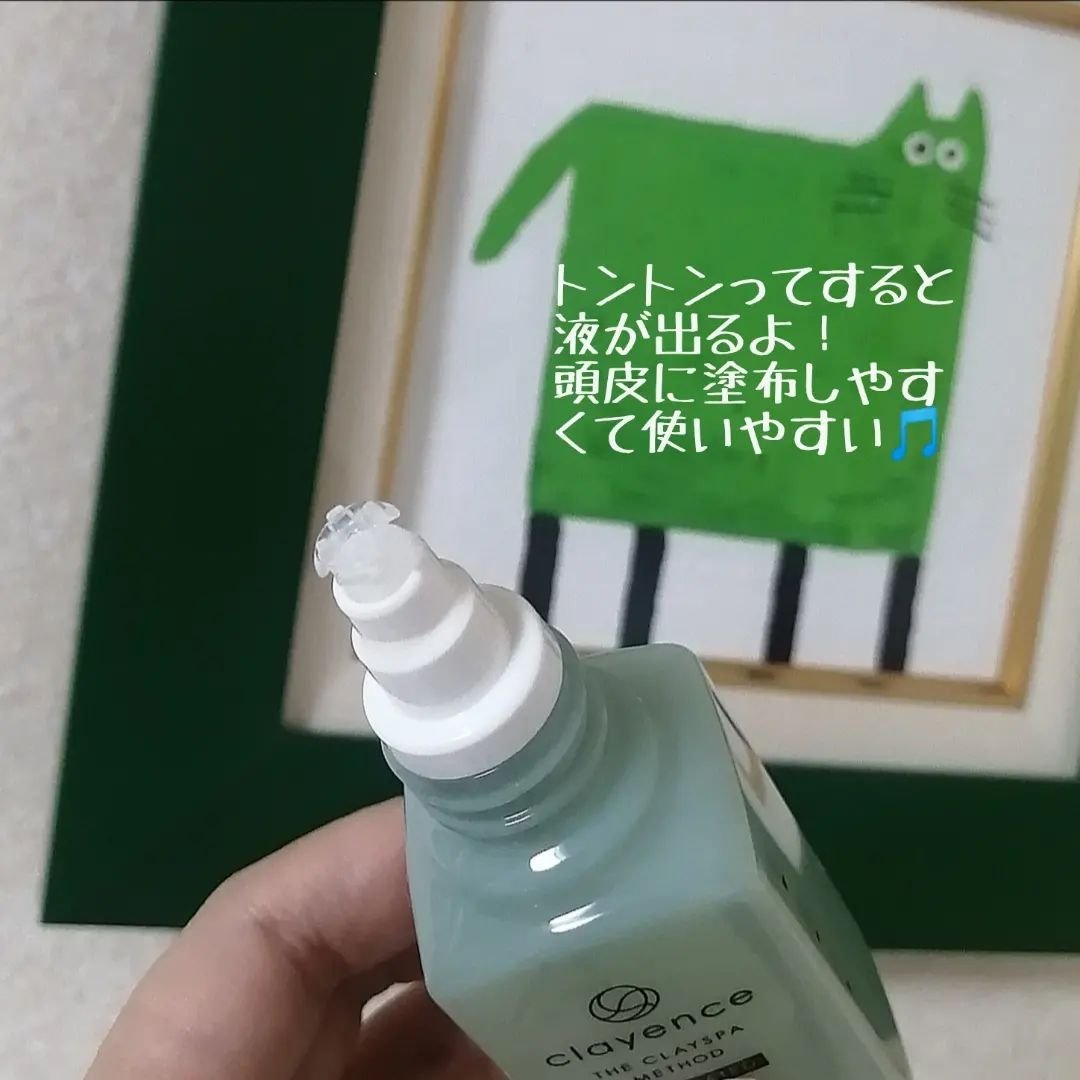 トントンってすると
液が出るよ！
頭皮に塗布しやす
くて使いやすい🎵
clayence
THE CLAYSPA
METHOD